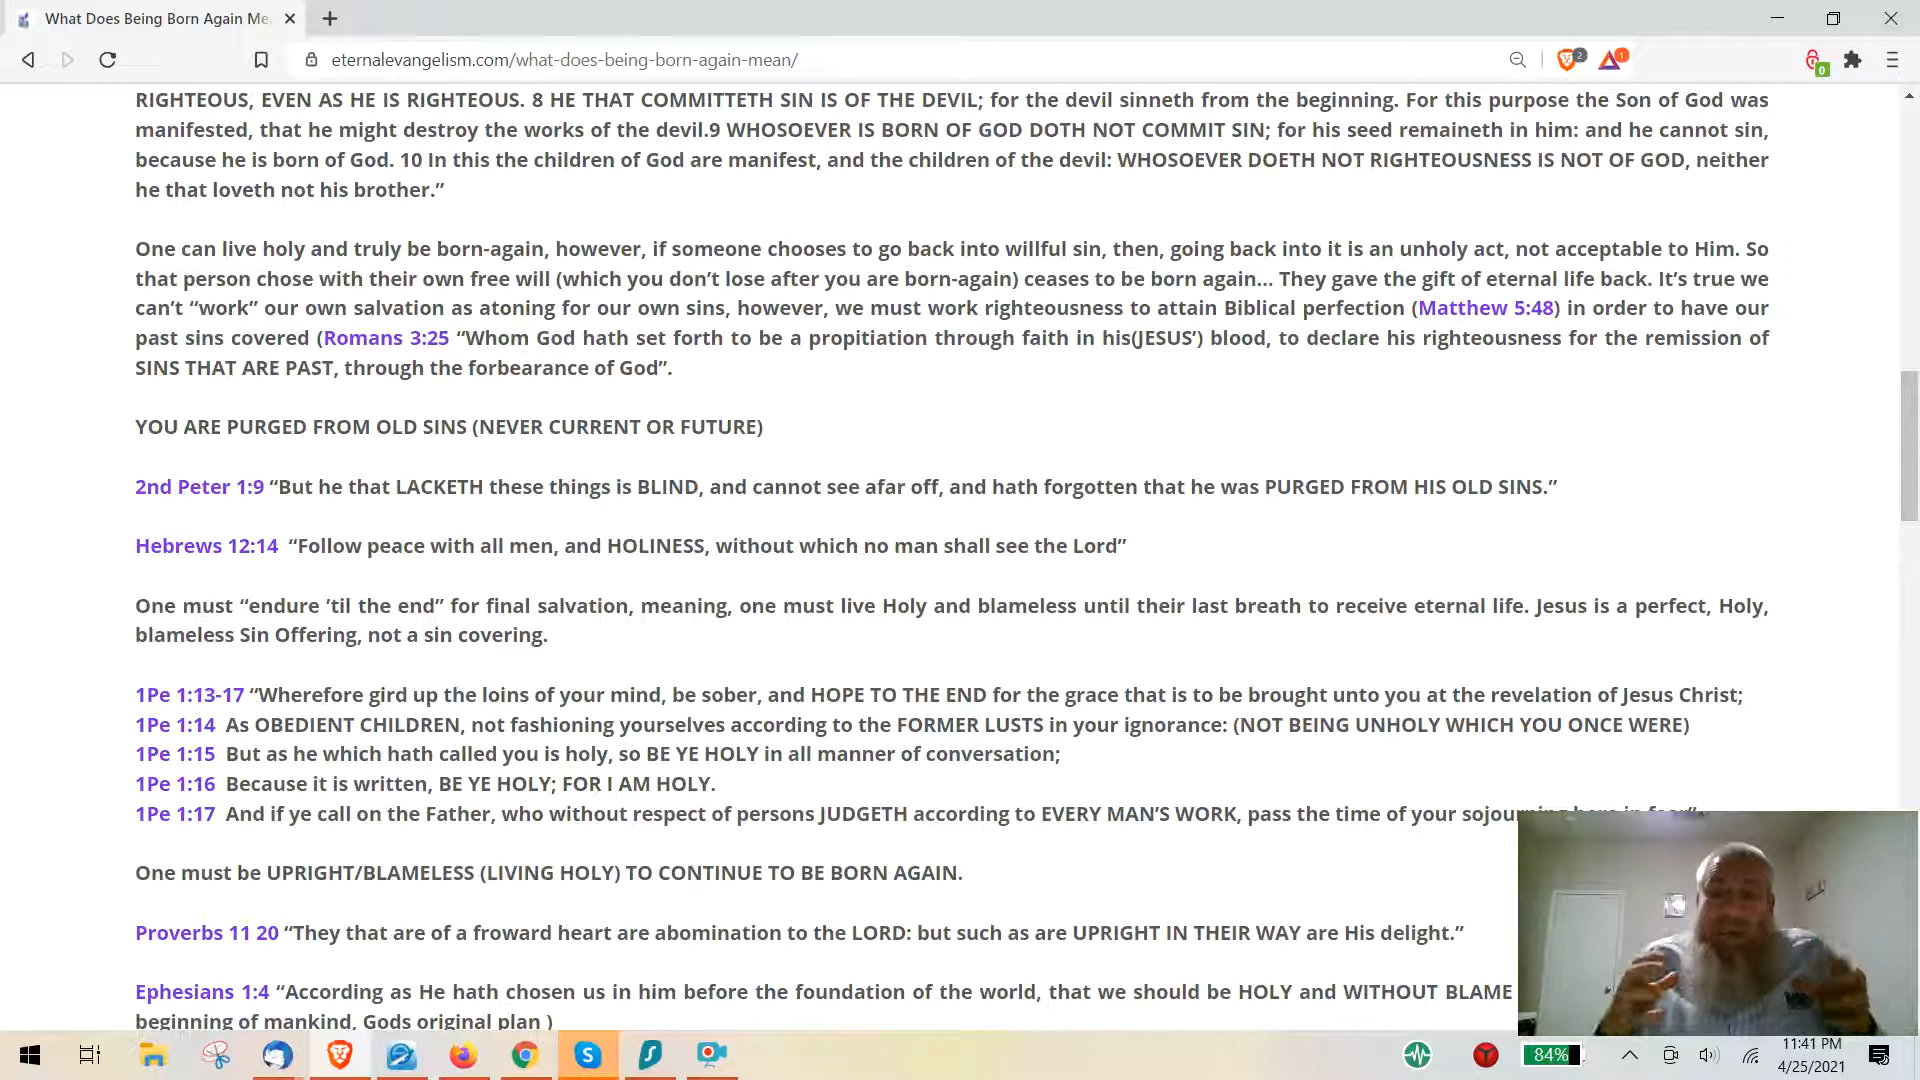 What Does Being Born Again Me
eternalevangelism.com/what-does-being-born-again-mean/
2
1
0
RIGHTEOUS, EVEN AS HE IS RIGHTEOUS. 8 HE THAT COMMITTETH SIN IS OF THE DEVIL; for the devil sinneth from the beginning. For this purpose the Son of God was
manifested, that he might destroy the works of the devil.9 WHOSOEVER IS BORN OF GOD DOTH NOT COMMIT SIN; for his seed remaineth in him: and he cannot sin,
because he is born of God. 10 In this the children of God are manifest, and the children of the devil: WHOSOEVER DOETH NOT RIGHTEOUSNESS IS NOT OF GOD, neither
he that loveth not his brother.”
One can live holy and truly be born-again, however, if someone chooses to go back into willful sin, then, going back into it is an unholy act, not acceptable to Him. So
that person chose with their own free will (which you don’t lose after you are born-again) ceases to be born again… They gave the gift of eternal life back. It’s true we
can’t “work” our own salvation as atoning for our own sins, however, we must work righteousness to attain Biblical perfection (Matthew 5:48) in order to have our
past sins covered (Romans 3:25 “Whom God hath set forth to be a propitiation through faith in his(JESUS’) blood, to declare his righteousness for the remission of
SINS THAT ARE PAST, through the forbearance of God”.
YOU ARE PURGED FROM OLD SINS (NEVER CURRENT OR FUTURE)
2nd Peter 1:9 “But he that LACKETH these things is BLIND, and cannot see afar off, and hath forgotten that he was PURGED FROM HIS OLD SINS.”
Hebrews 12:14 “Follow peace with all men, and HOLINESS, without which no man shall see the Lord”
One must “endure ’til the end” for final salvation, meaning, one must live Holy and blameless until their last breath to receive eternal life. Jesus is a perfect, Holy,
blameless Sin Offering, not a sin covering.
1Pe 1:13-17 “Wherefore gird up the loins of your mind, be sober, and HOPE TO THE END for the grace that is to be brought unto you at the revelation of Jesus Christ;
1Pe 1:14 As OBEDIENT CHILDREN, not fashioning yourselves according to the FORMER LUSTS in your ignorance: (NOT BEING UNHOLY WHICH YOU ONCE WERE)
1Pe 1:15 But as he which hath called you is holy, so BE YE HOLY in all manner of conversation;
1Pe 1:16 Because it is written, BE YE HOLY; FOR I AM HOLY.
1Pe 1:17 And if ye call on the Father, who without respect of persons JUDGETH according to EVERY MAN’S WORK, pass the time of your sojourning here in fear”
One must be UPRIGHT/BLAMELESS (LIVING HOLY) TO CONTINUE TO BE BORN AGAIN.
Proverbs 11 20 “They that are of a froward heart are abomination to the LORD: but such as are UPRIGHT IN THEIR WAY are His delight.”
Ephesians 1:4 “According as He hath chosen us in him before the foundation of the world, that we should be HOLY and WITHOUT BLAME
beginning of mankind, Gods original plan )
84%
11:41 PM
4/25/2021